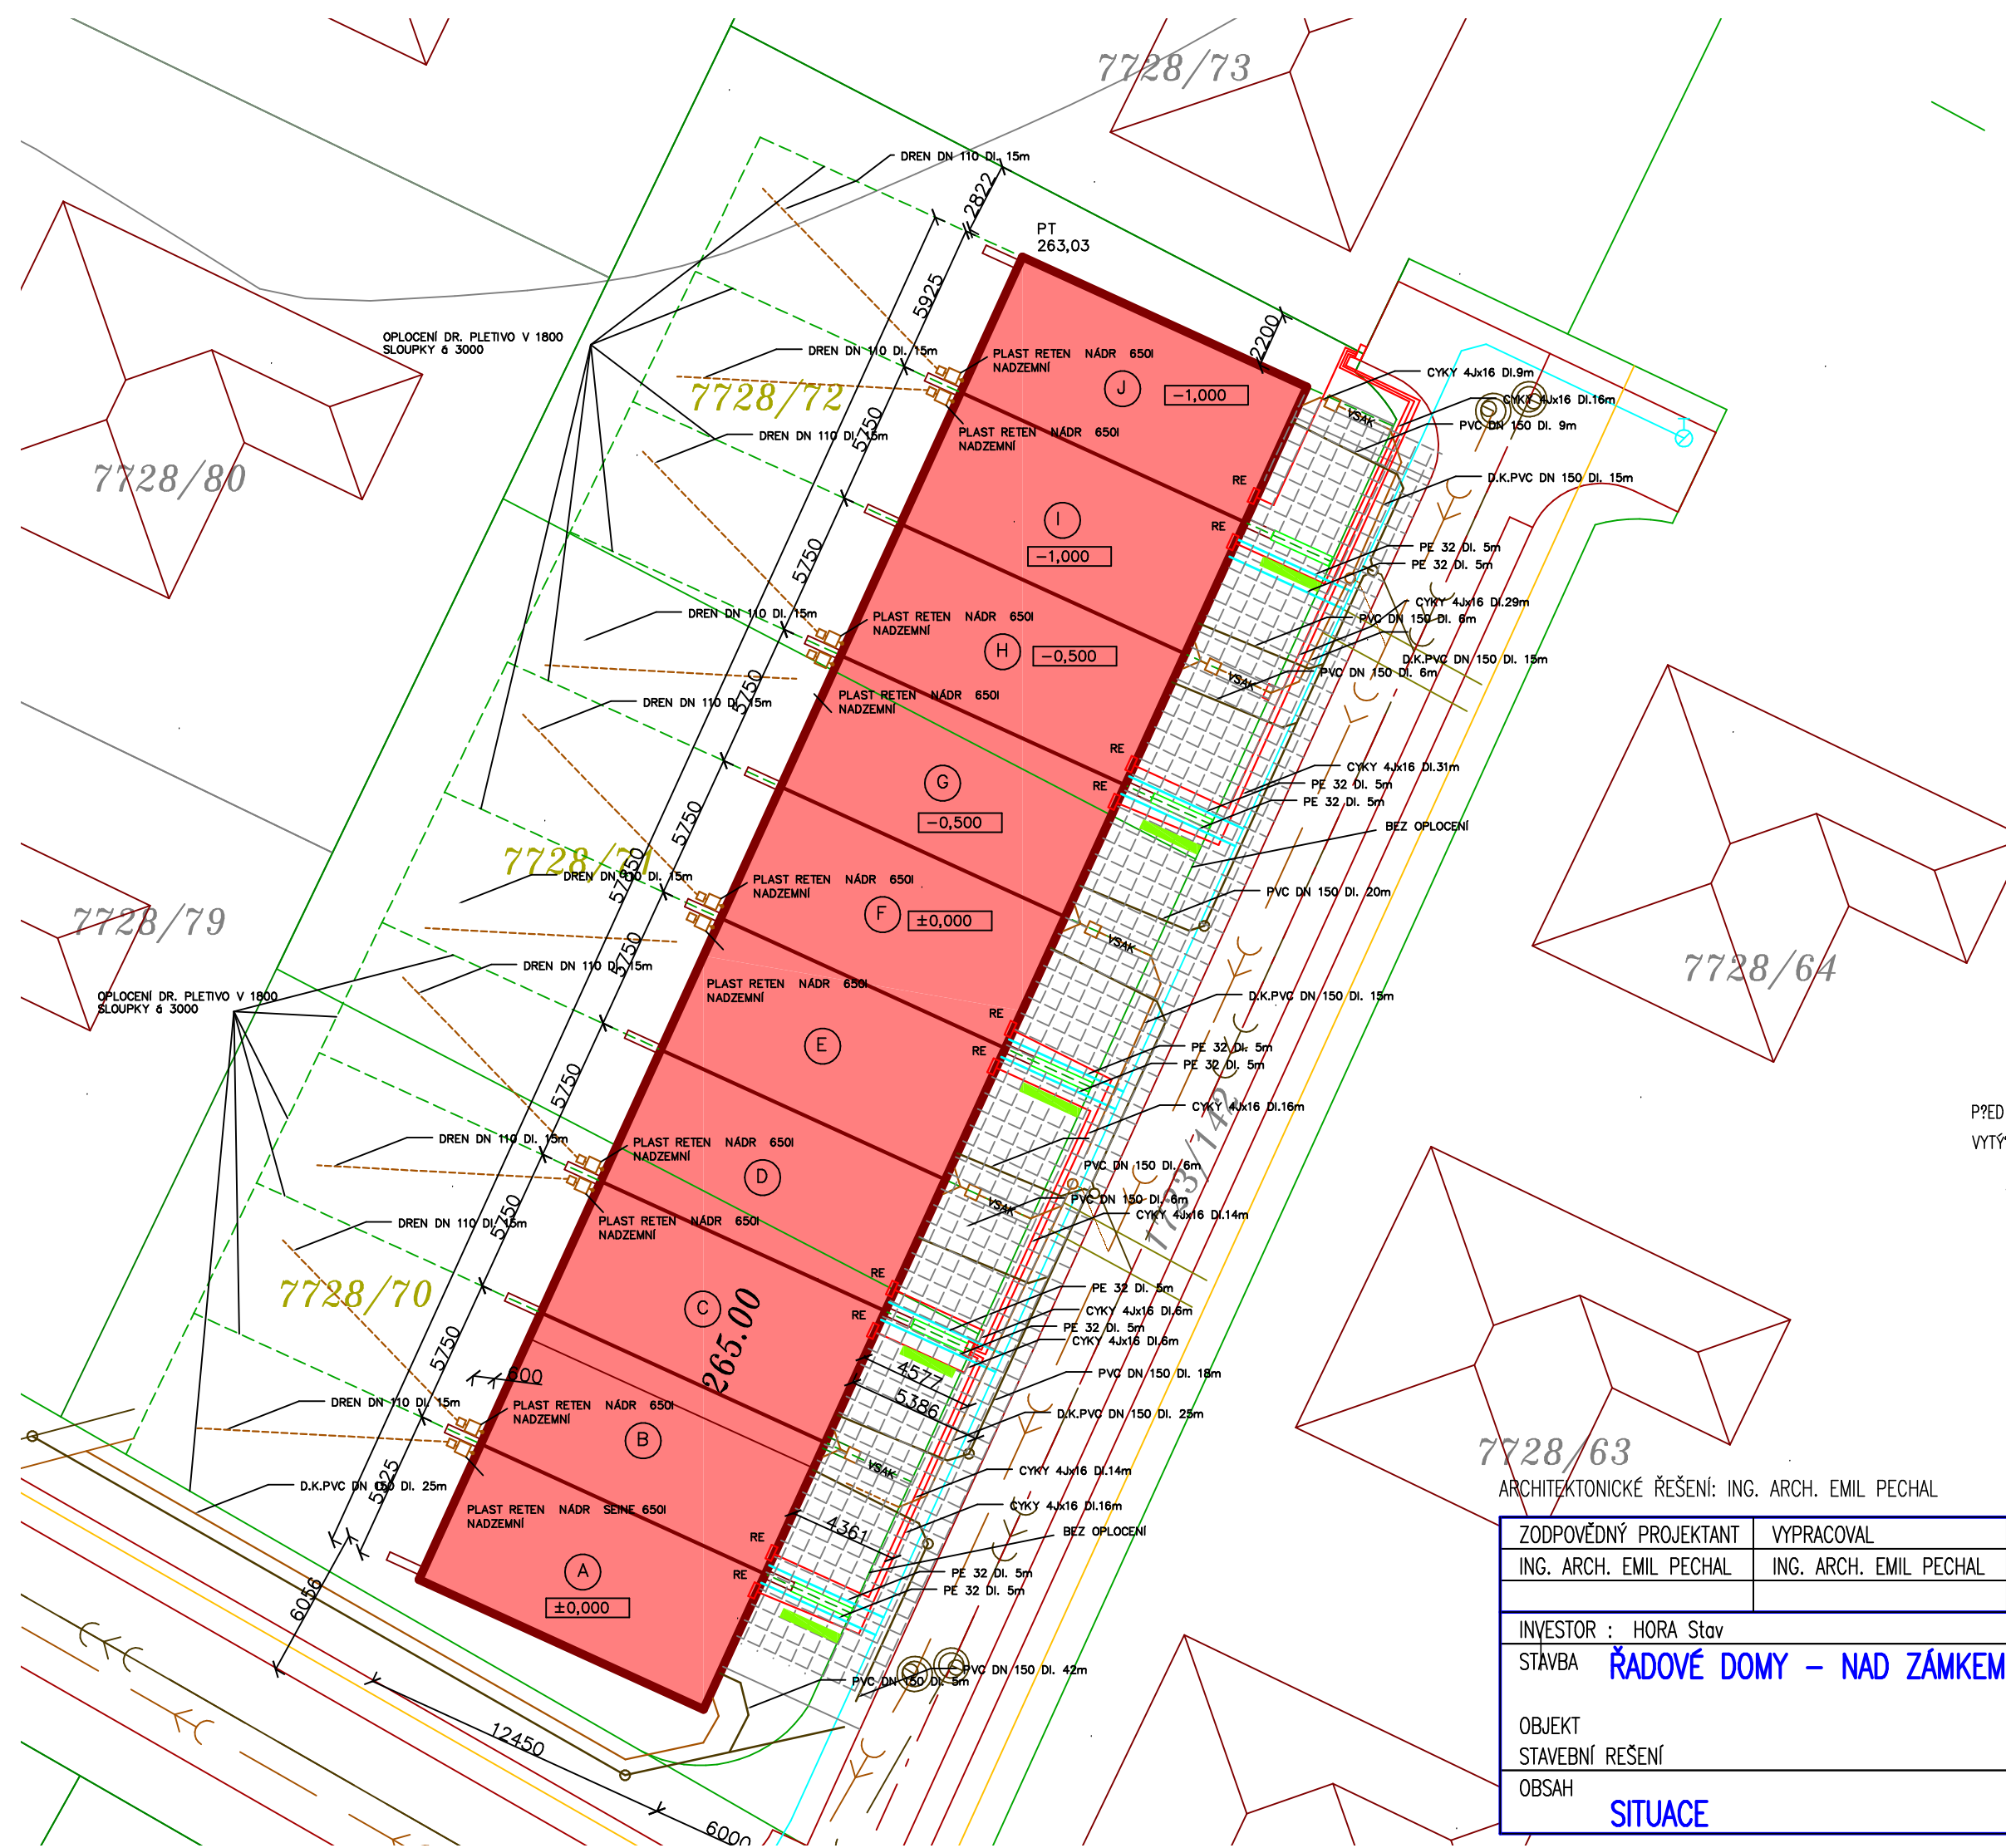 7728/73
DREN DN 110 Dl. 15m
2822
PT
263,03
5925
OPLOCENÍ DR. PLETIVO V 1800
SLOUPKY á 3000
2200
DREN DN 110 Dl. 15m
PLAST RETEN NÁDR 650l
NADZEMNÍ
J
-1,000
CYKY 4Jx16 Dl.9m
CYKY 4Jx16 Dl.16m
VSAK
PVC DN 150 Dl. 9m
7728/72
5750
DREN DN 110 Dl. 15m
PLAST RETEN NÁDR 650l
NADZEMNÍ
7728/80
RE
D.K.PVC DN 150 Dl. 15m
I
RE
-1,000
5750
PE 32 Dl. 5m
PE 32 Dl. 5m
DREN DN 110 Dl. 15m
PLAST RETEN NÁDR 650l
NADZEMNÍ
CYKY 4Jx16 Dl.29m
PVC DN 150 Dl. 6m
H
-0,500
D.K.PVC DN 150 Dl. 15m
PVC DN 150 Dl. 6m
VSAK
5750
DREN DN 110 Dl. 15m
PLAST RETEN NÁDR 650l
NADZEMNÍ
RE
CYKY 4Jx16 Dl.31m
G
RE
PE 32 Dl. 5m
PE 32 Dl. 5m
-0,500
5750
BEZ OPLOCENÍ
7728/71
DREN DN 110 Dl. 15m
PLAST RETEN NÁDR 650l
NADZEMNÍ
PVC DN 150 Dl. 20m
F
±0,000
7728/79
VSAK
7728/64
5750
DREN DN 110 Dl. 15m
PLAST RETEN NÁDR 650l
NADZEMNÍ
OPLOCENÍ DR. PLETIVO V 1800
SLOUPKY á 3000
D.K.PVC DN 150 Dl. 15m
RE
E
RE
PE 32 Dl. 5m
PE 32 Dl. 5m
5750
CYKY 4Jx16 Dl.16m
P?ED
DREN DN 110 Dl. 15m
PLAST RETEN NÁDR 650l
NADZEMNÍ
1723/142
PVC DN 150 Dl. 6m
D
PVC DN 150 Dl. 6m
VSAK
CYKY 4Jx16 Dl.14m
5750
DREN DN 110 Dl. 15m
PLAST RETEN NÁDR 650l
NADZEMNÍ
7728/70
RE
PE 32 Dl. 5m
C
265.00
RE
CYKY 4Jx16 Dl.6m
PE 32 Dl. 5m
CYKY 4Jx16 Dl.6m
5750
600
4577
5386
PVC DN 150 Dl. 18m
DREN DN 110 Dl. 15m
PLAST RETEN NÁDR 650l
NADZEMNÍ
D.K.PVC DN 150 Dl. 25m
B
VSAK
7728/63
CYKY 4Jx16 Dl.14m
D.K.PVC DN 150 Dl. 25m
5925
ARCHITEKTONICKÉ ŘEŠENÍ: ING. ARCH. EMIL PECHAL
PLAST RETEN NÁDR SEINE 650l
NADZEMNÍ
CYKY 4Jx16 Dl.16m
4361
BEZ OPLOCENÍ
RE
A
RE
PE 32 Dl. 5m
PE 32 Dl. 5m
±0,000
6056
PVC DN 150 Dl. 42m
PVC DN 150 Dl. 5m
12450
6000
ZODPOVĚDNÝ PROJEKTANT VYPRACOVAL
ING. ARCH. EMIL PECHAL ING. ARCH. EMIL PECHAL
INVESTOR : HORA Stav
STAVBA ŘADOVÉ DOMY – NAD ZÁMKEM
OBJEKT
STAVEBNÍ REŠENÍ
OBSAH
SITUACE